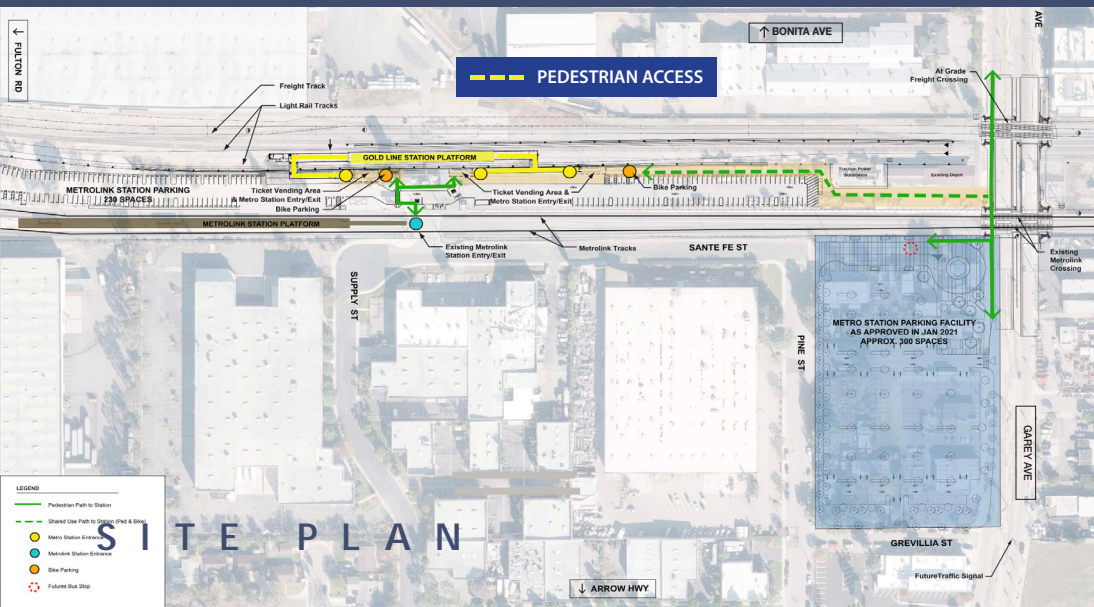 AVE
↑ BONITA AVE
← FULTON RD
PEDESTRIAN ACCESS
At Grade
Freight Crossing
Freight Track
Light Rail Tracks
GOLD LINE STATION PLATFORM
METROLINK STATION PARKING
230 SPACES
Ticket Vending Area
& Metro Station Entry/Exit
Bike Parking
Ticket Vending Area &
Metro Station Entry/Exit
Bike Parking
Traction Power
Substation
Existing Depot
METROLINK STATION PLATFORM
Existing Metrolink
Station Entry/Exit
Metrolink Tracks
SANTE FE ST
Existing
Metrolink
Crossing
SUPPLY ST
PINE ST
METRO STATION PARKING FACILITY
AS APPROVED IN JAN 2021
APPROX. 300 SPACES
GAREY AVE
LEGEND
Pedestrian Path to Station
Shared Use Path to Station (Ped & Bike)
Metro Station Entrance
Metrolink Station Entrance
Bike Parking
Futures Bus Stop
SITE PLAN
GREVILLIA ST
FutureTraffic Signal
↓ ARROW HWY